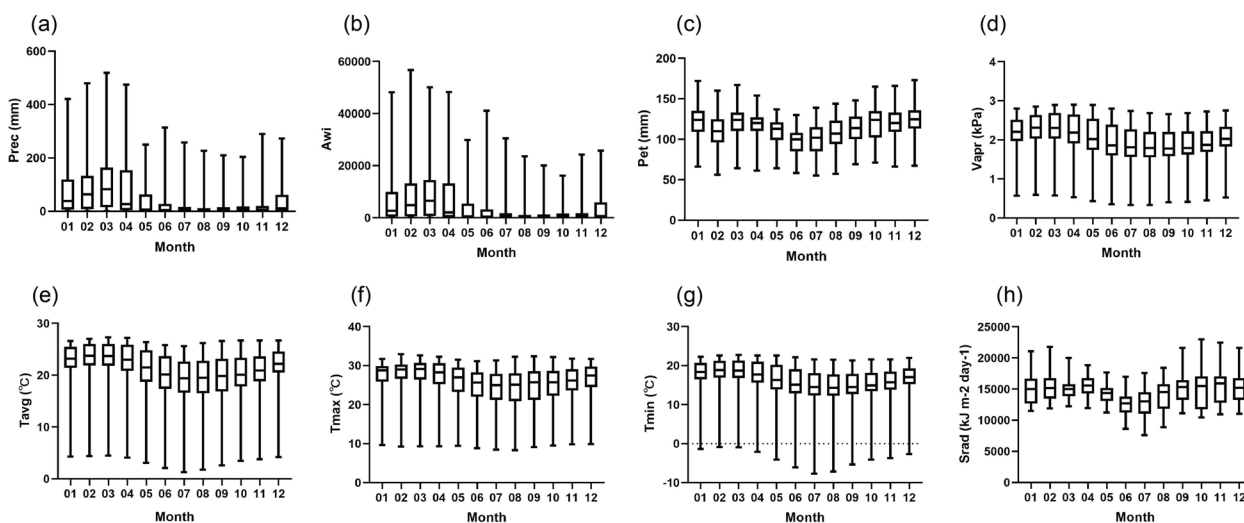 (a)
Prec (mm)
600
400
200
0
01 02 03 04 05 06 07 08 09 10 11 12
Month
(b)
Awi
60000
40000
20000
0
01 02 03 04 05 06 07 08 09 10 11 12
Month
(c)
Pet (mm)
200
150
100
50
0
01 02 03 04 05 06 07 08 09 10 11 12
Month
(d)
Vapr (kPa)
4
3
2
1
0
01 02 03 04 05 06 07 08 09 10 11 12
Month
(e)
Tavg (°C)
30
20
10
0
01 02 03 04 05 06 07 08 09 10 11 12
Month
(f)
Tmax (°C)
40
30
20
10
0
01 02 03 04 05 06 07 08 09 10 11 12
Month
(g)
Tmin (°C)
30
20
10
0
-10
01 02 03 04 05 06 07 08 09 10 11 12
Month
(h)
Srad (kJ m-2 day-1)
25000
20000
15000
10000
5000
0
01 02 03 04 05 06 07 08 09 10 11 12
Month